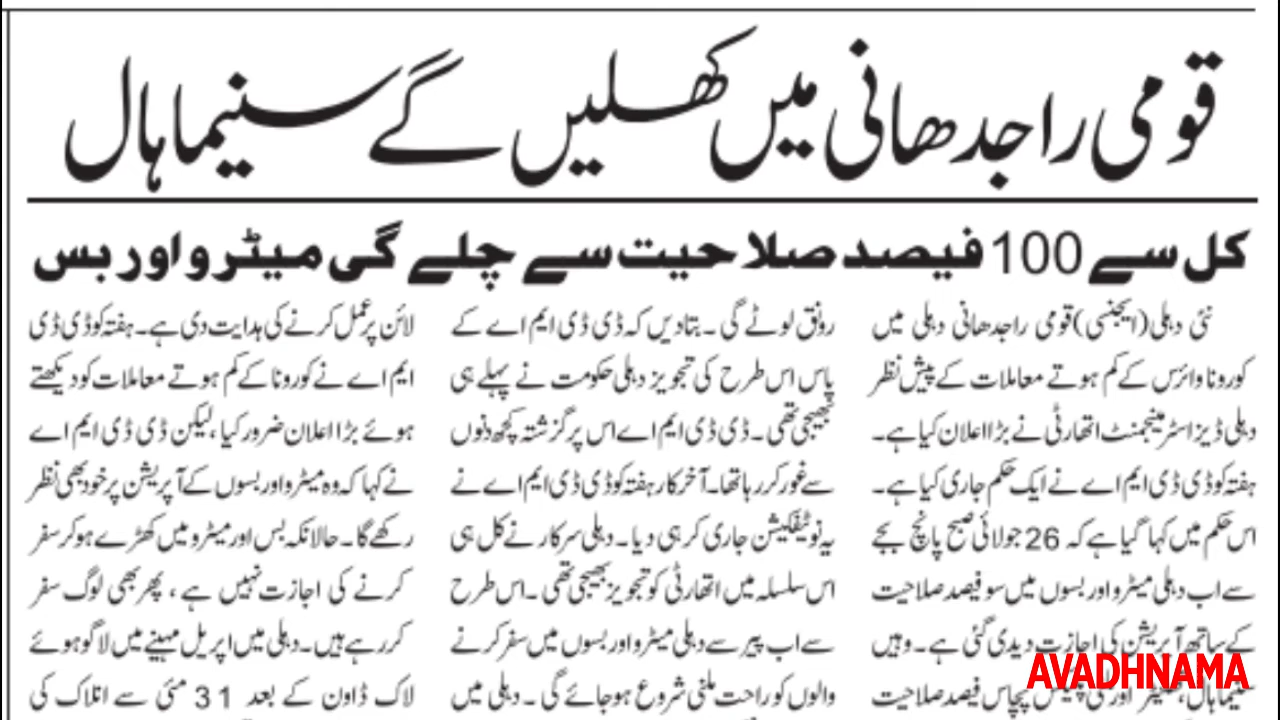 قومی راجدھانی میں کھلیں گے سنیما ہال
کل سے 100 فیصد صلاحیت سے چلے گی میٹرو اور بس
نئی دہلی (ایجنسی) قومی راجدھانی دہلی میں
کورونا وائرس کے کم ہوتے معاملات کے پیش نظر
دہلی ڈیزاسٹر مینجمنٹ اتھارٹی نے بڑا اعلان کیا ہے۔
ہفتہ کو ڈی ڈی ایم اے نے ایک حکم جاری کیا ہے۔
اس حکم میں کہا گیا ہے کہ 26 جولائی صبح پانچ بجے
سے اب دہلی میٹرو اور بسوں میں سو فیصد صلاحیت
کے ساتھ آپریشن کی اجازت دیدی گئی ہے۔ وہیں
سنیما ہال، پچاس فیصد صلاحیت
رونق لوٹے گی۔ بتادیں کہ ڈی ڈی ایم اے کے
پاس اس طرح کی تجویز دہلی حکومت نے پہلے ہی
بھیجی تھی۔ ڈی ڈی ایم اے اس پر گزشتہ کچھ دنوں
سے غور کر رہا تھا۔ آخر کار ہفتہ کو ڈی ڈی ایم اے نے
یہ نوٹیفکیشن جاری کر ہی دیا۔ دہلی سرکار نے کل ہی
اس سلسلہ میں اتھارٹی کو تجویز بھیجی تھی۔ اس طرح
سے اب پیر سے دہلی میٹرو اور بسوں میں سفر کرنے
والوں کو راحت ملنی شروع ہو جائے گی۔ دہلی میں
لائن پر عمل کرنے کی ہدایت دی ہے۔ ہفتہ کو ڈی ڈی
ایم اے نے کورونا کے کم ہوتے معاملات کو دیکھتے
ہوئے بڑا اعلان ضرور کیا، لیکن ڈی ڈی ایم اے
نے کہا کہ وہ میٹرو اور بسوں کے آپریشن پر خود بھی نظر
رکھے گا۔ حالانکہ بس اور میٹرو میں کھڑے ہو کر سفر
کرنے کی اجازت نہیں ہے، پھر بھی لوگ سفر
کر رہے ہیں۔ دہلی میں اپریل مہینے میں لاگو ہوئے
لاک ڈاون کے بعد 31 مئی سے انلاک کی
AVADHNAMA